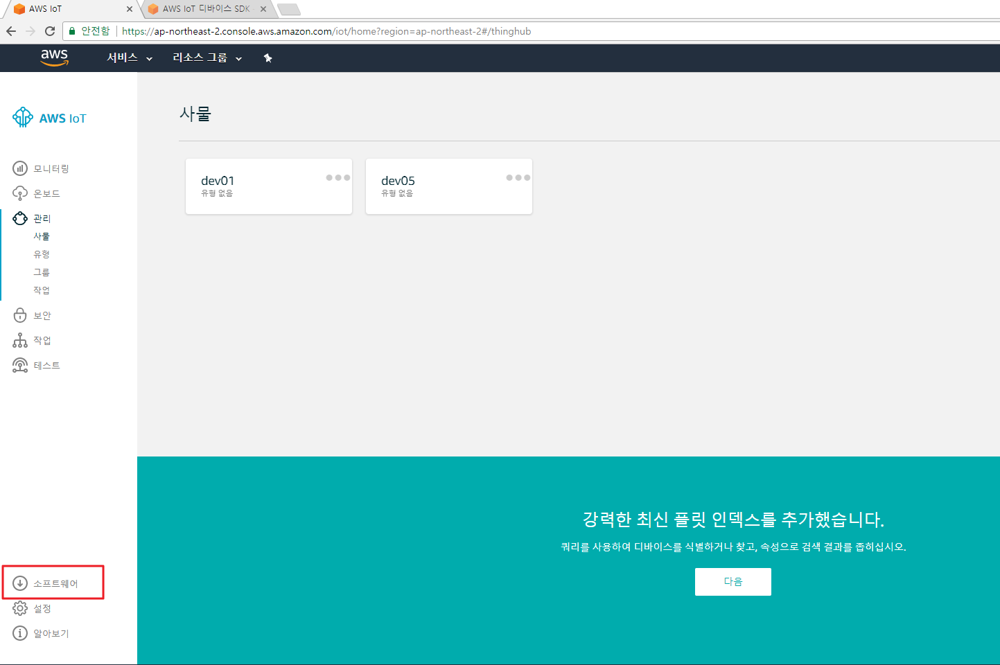 AWS IoT
AWS IoT 디바이스 SDK
안전함
https://ap-northeast-2.console.aws.amazon.com/iot/home?region=ap-northeast-2#/thinghub
aws
서비스
리소스 그룹
AWS IoT
모니터링
온보드
관리
사물
유형
그룹
작업
보안
작업
테스트
소프트웨어
설정
알아보기
사물
dev01
유형 없음
dev05
유형 없음
강력한 최신 플릿 인덱스를 추가했습니다.
쿼리를 사용하여 디바이스를 식별하거나 찾고, 속성으로 검색 결과를 좁히십시오.
다음